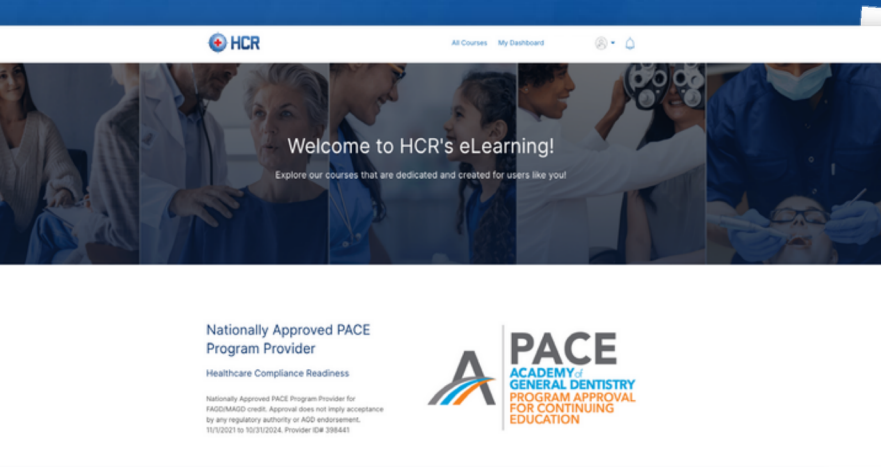 HCR
All Courses My Dashboard
Welcome to HCR's eLearning!
Explore our courses that are dedicated and created for users like you!
Nationally Approved PACE
Program Provider
Healthcare Compliance Readiness
Nationally Approved PACE Program Provider for
FAGD/MAGD credit. Approval does not imply acceptance
by any regulatory authority or AGD endorsement.
11/1/2021 to 10/31/2024. Provider ID# 398441
PACE
ACADEMY of
GENERAL DENTISTRY
PROGRAM APPROVAL
FOR CONTINUING
EDUCATION